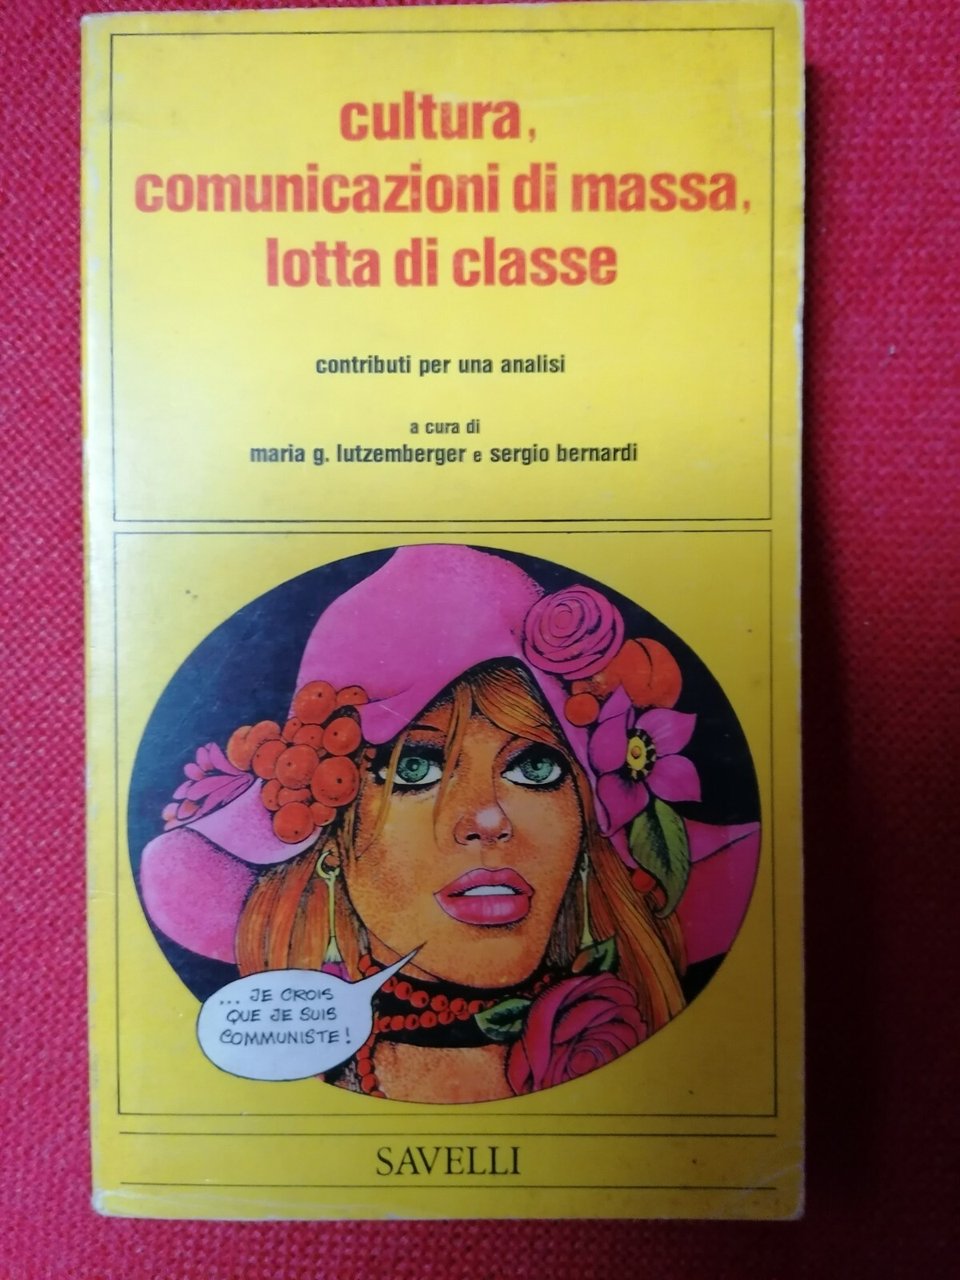 cultura,
comunicazioni di massa,
lotta di classe
contributi per una analisi
a cura di
maria g. lutzemberger e sergio bernardi
... JE CROIS
QUE JE SUIS
COMMUNISTE!
SAVELLI